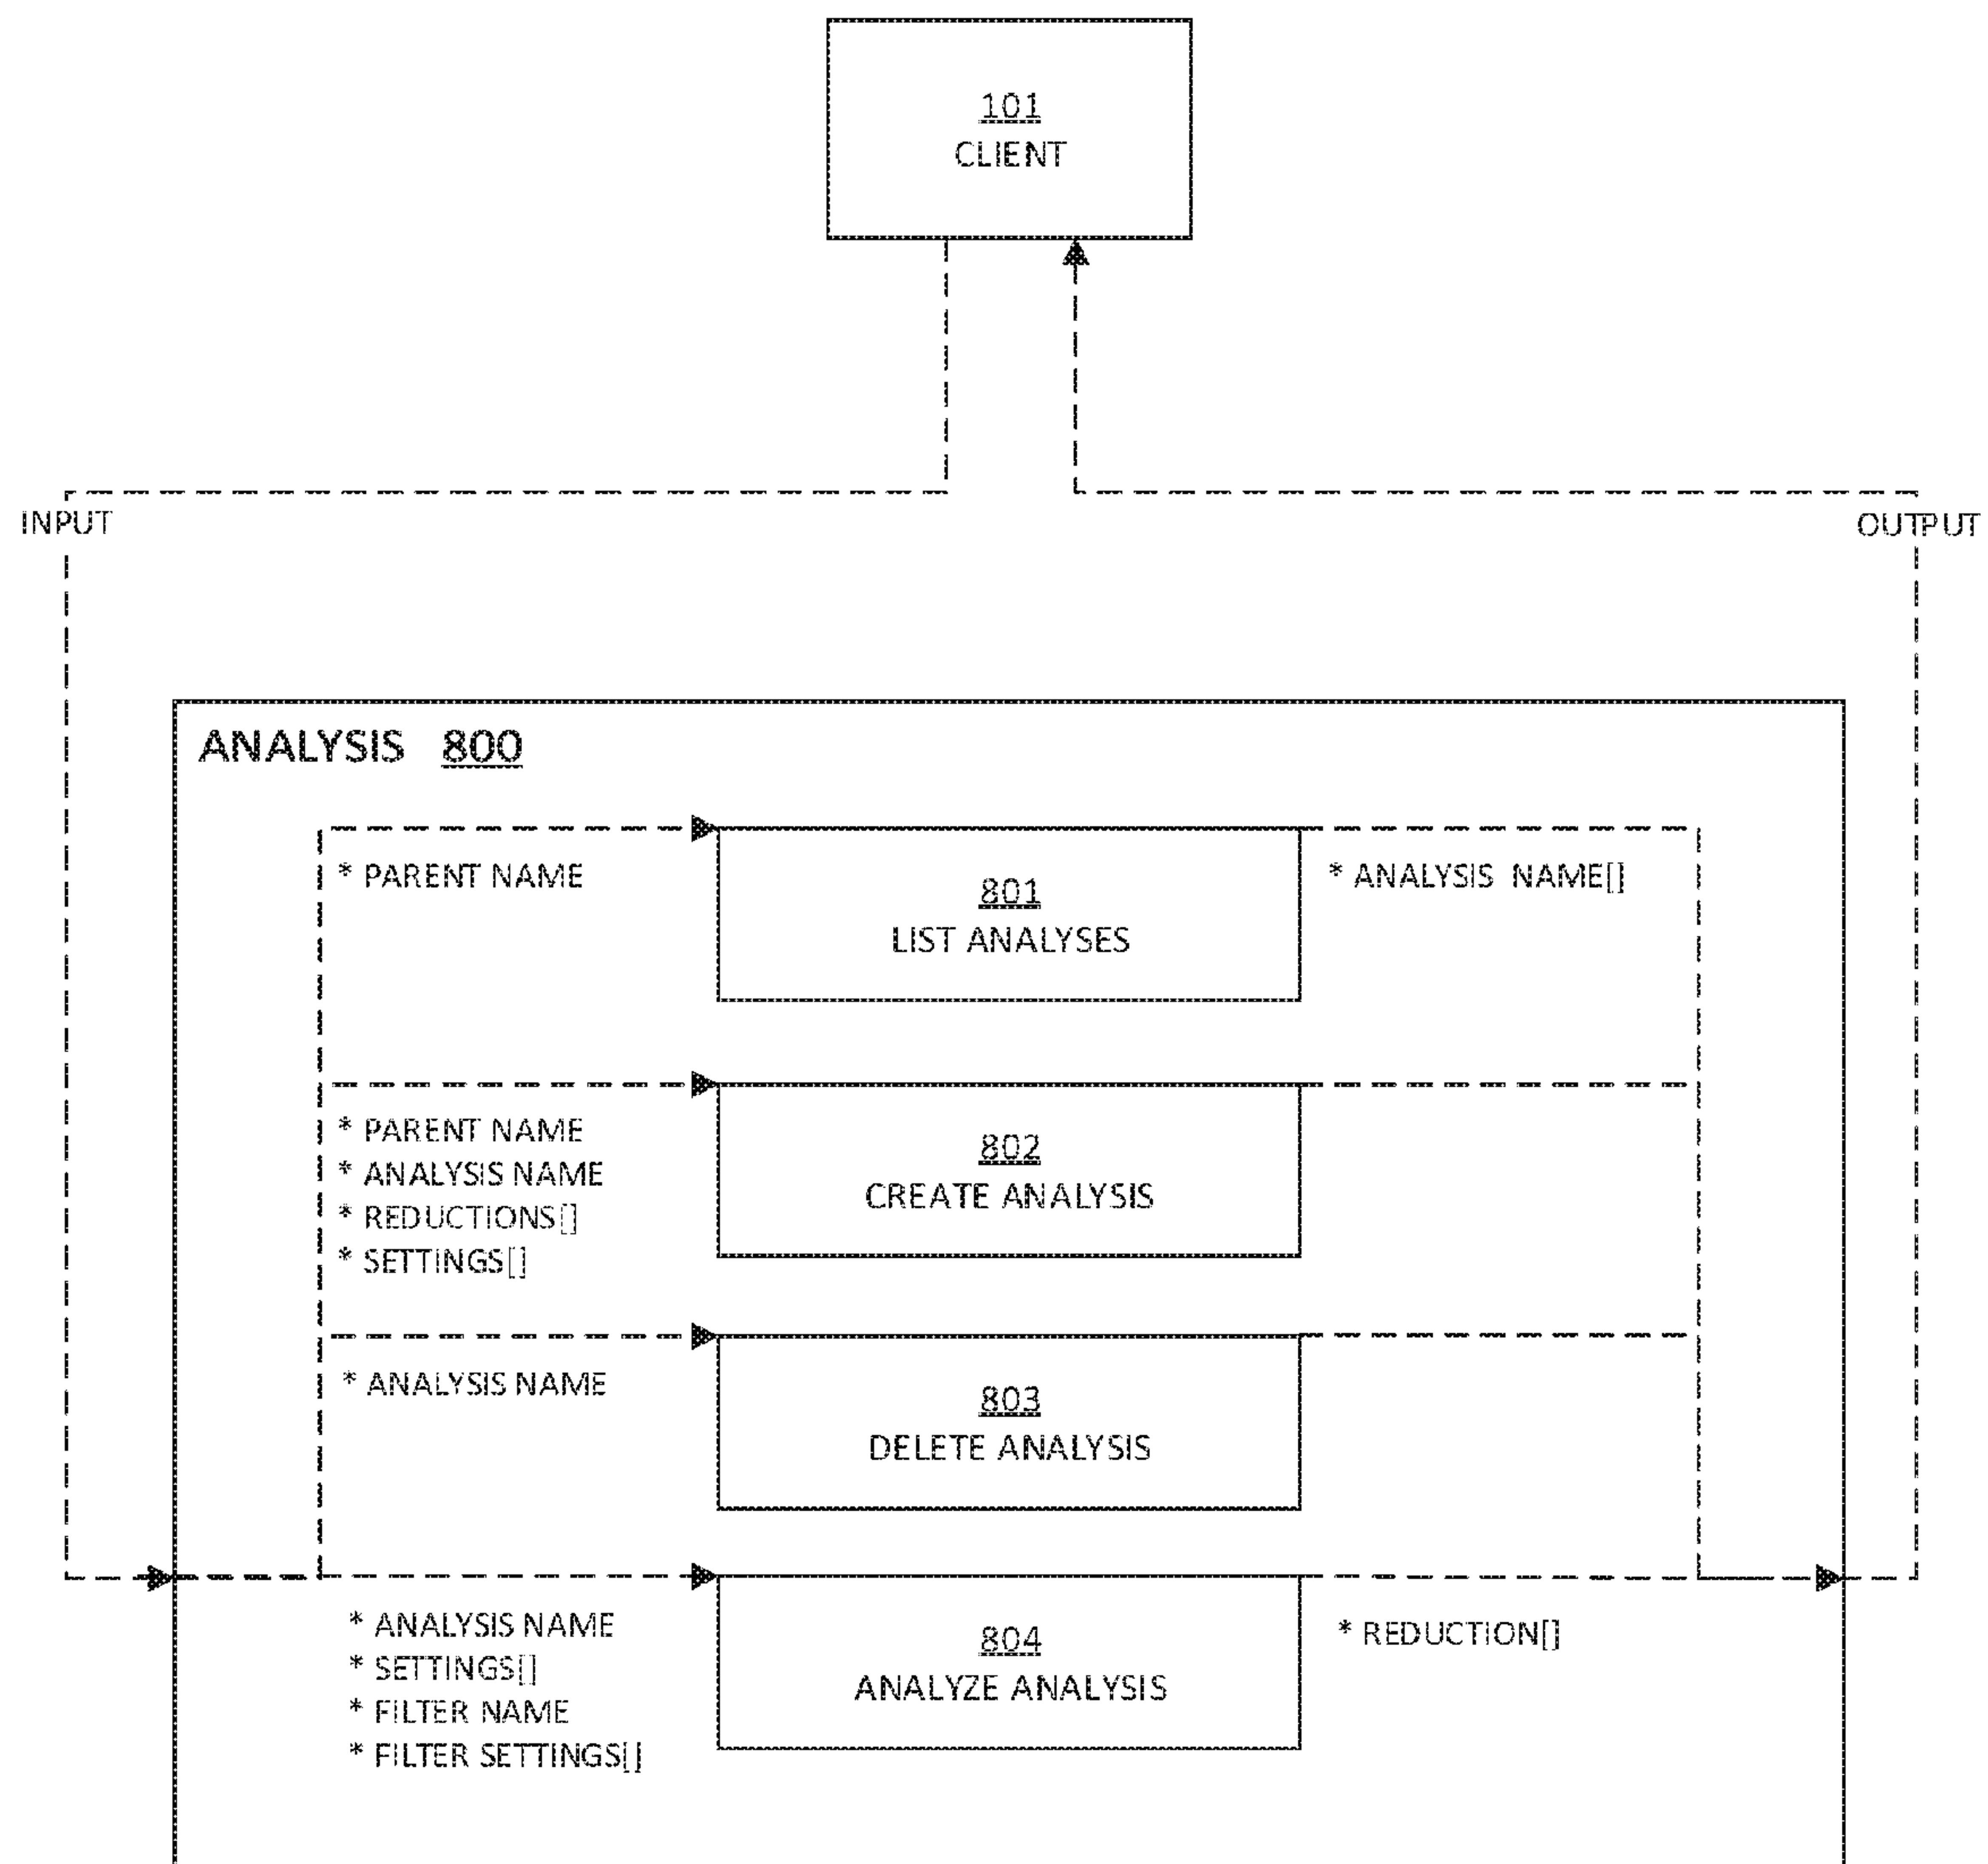 101
CLIENT
INPUT
OUTPUT
ANALYSIS 800
* PARENT NAME
801
LIST ANALYSES
* ANALYSIS NAME[]
* PARENT NAME
* ANALYSIS NAME
* REDUCTIONS[]
* SETTINGS[]
802
CREATE ANALYSIS
* ANALYSIS NAME
803
DELETE ANALYSIS
* ANALYSIS NAME
* SETTINGS[]
* FILTER NAME
* FILTER SETTINGS[]
804
ANALYZE ANALYSIS
* REDUCTION[]